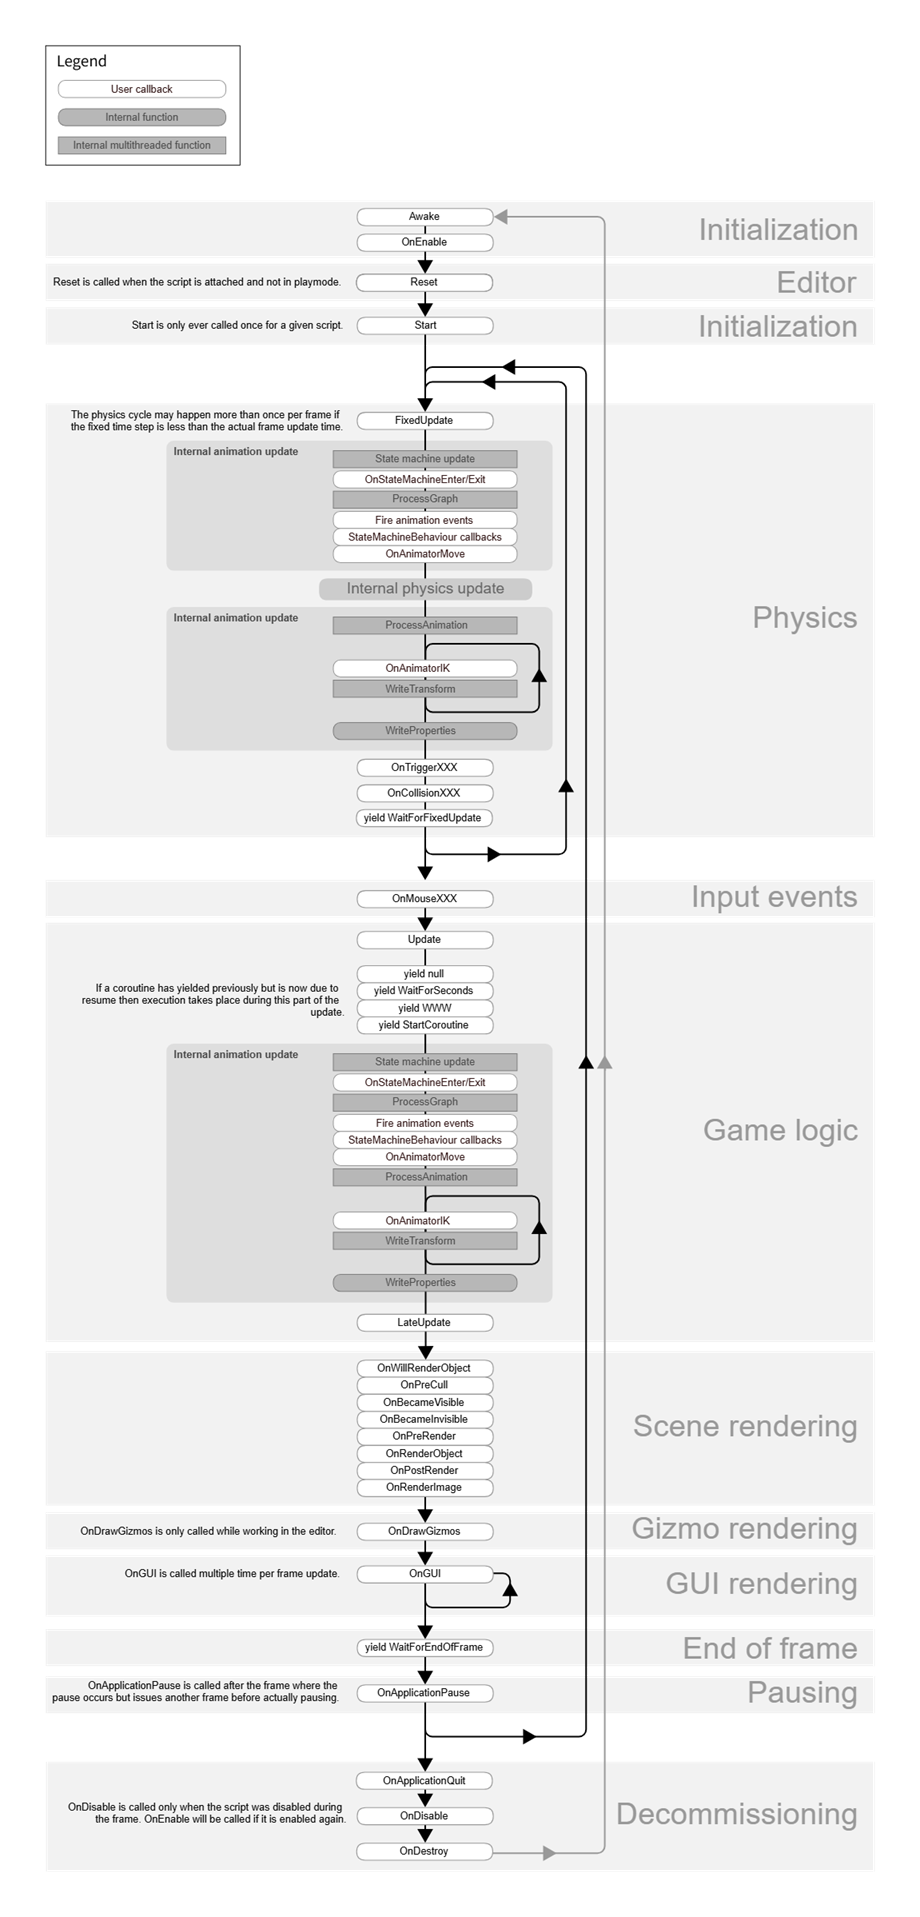 Legend
User callback
Internal function
Internal multithreaded function
Awake
Initialization
OnEnable
Reset is called when the script is attached and not in playmode.
Reset
Editor
Start is only ever called once for a given script.
Start
Initialization
The physics cycle may happen more than once per frame if
the fixed time step is less than the actual frame update time.
FixedUpdate
Internal animation update
State machine update
OnStateMachineEnter/Exit
ProcessGraph
Fire animation events
StateMachineBehaviour callbacks
OnAnimatorMove
Internal physics update
Physics
Internal animation update
ProcessAnimation
OnAnimatorIK
WriteTransform
WriteProperties
OnTriggerXXX
OnCollisionXXX
yield WaitForFixedUpdate
OnMouseXXX
Input events
Update
yield null
If a coroutine has yielded previously but is now due to
resume then execution takes place during this part of the
update.
yield WaitForSeconds
yield WWW
yield StartCoroutine
Internal animation update
State machine update
OnStateMachineEnter/Exit
ProcessGraph
Fire animation events
Game logic
StateMachineBehaviour callbacks
OnAnimatorMove
ProcessAnimation
OnAnimatorIK
WriteTransform
WriteProperties
LateUpdate
OnWillRenderObject
OnPreCull
OnBecameVisible
OnBecameInvisible
Scene rendering
OnPreRender
OnRenderObject
OnPostRender
OnRenderImage
OnDrawGizmos is only called while working in the editor.
OnDrawGizmos
Gizmo rendering
OnGUI is called multiple time per frame update.
OnGUI
GUI rendering
yield WaitForEndOfFrame
End of frame
OnApplicationPause is called after the frame where the
pause occurs but issues another frame before actually pausing.
OnApplicationPause
Pausing
OnApplicationQuit
OnDisable is called only when the script was disabled during
the frame. OnEnable will be called if it is enabled again.
OnDisable
Decommissioning
OnDestroy